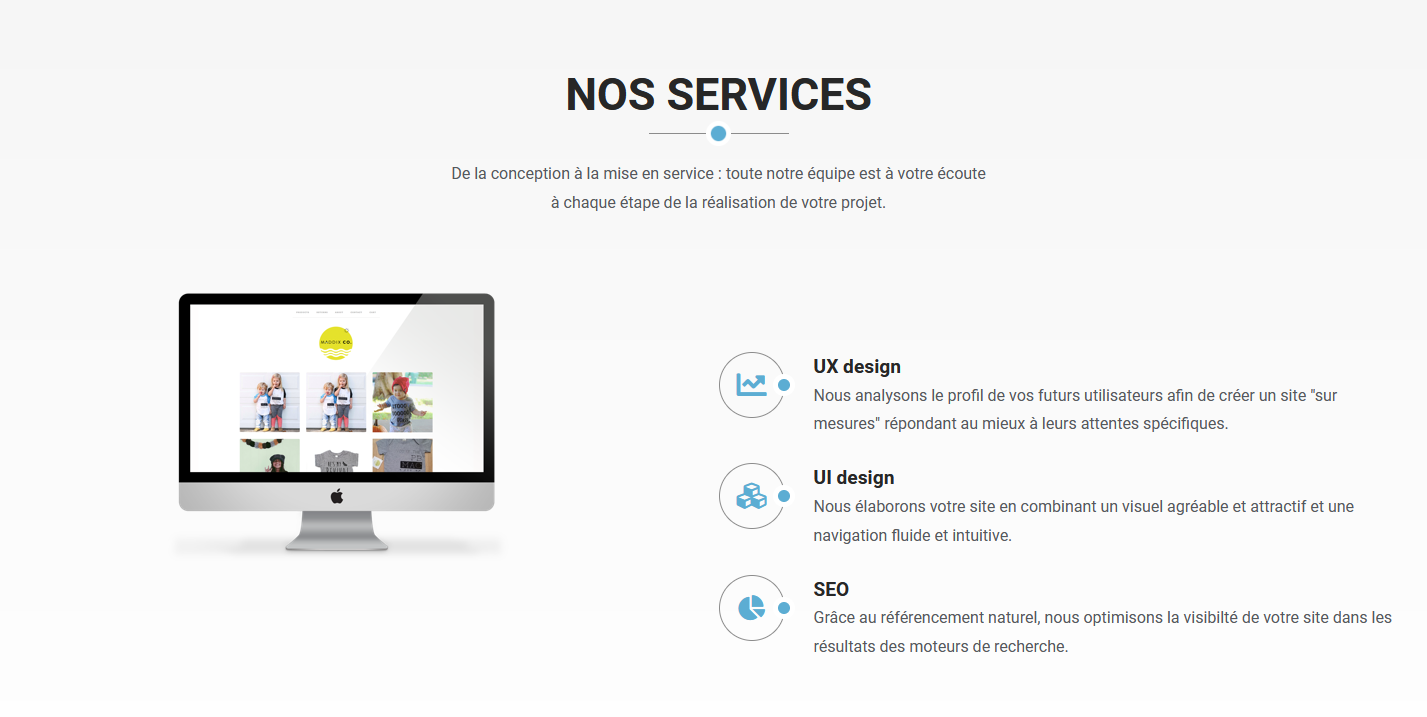 NOS SERVICES
De la conception à la mise en service : toute notre équipe est à votre écoute
à chaque étape de la réalisation de votre projet.
MADDIX CO.
UX design
Nous analysons le profil de vos futurs utilisateurs afin de créer un site "sur
mesures" répondant au mieux à leurs attentes spécifiques.
UI design
Nous élaborons votre site en combinant un visuel agréable et attractif et une
navigation fluide et intuitive.
SEO
Grâce au référencement naturel, nous optimisons la visibilté de votre site dans les
résultats des moteurs de recherche.